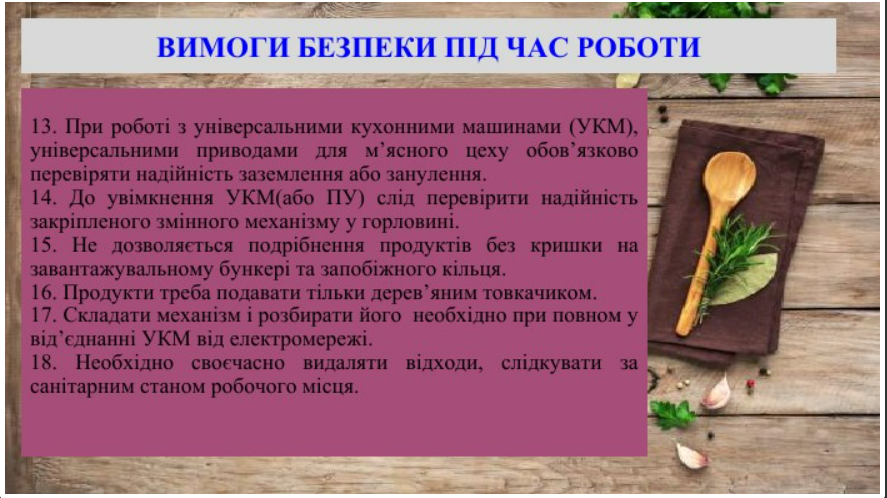 ВИМОГИ БЕЗПЕКИ ПІД ЧАС РОБОТИ
13. При роботі з універсальними кухонними машинами (УКМ),
універсальними приводами для м’ясного цеху обов’язково
перевіряти надійність заземлення або занулення.
14. До увімкнення УКМ(або ПУ) слід перевірити надійність
закріпленого змінного механізму у горловині.
15. Не дозволяється подрібнення продуктів без кришки на
завантажувальному бункері та запобіжного кільця.
16. Продукти треба подавати тільки дерев’яним товкачиком.
17. Складати механізм і розбирати його необхідно при повном у
від’єднанні УКМ від електромережі.
18. Необхідно своєчасно видаляти відходи, слідкувати за
санітарним станом робочого місця.